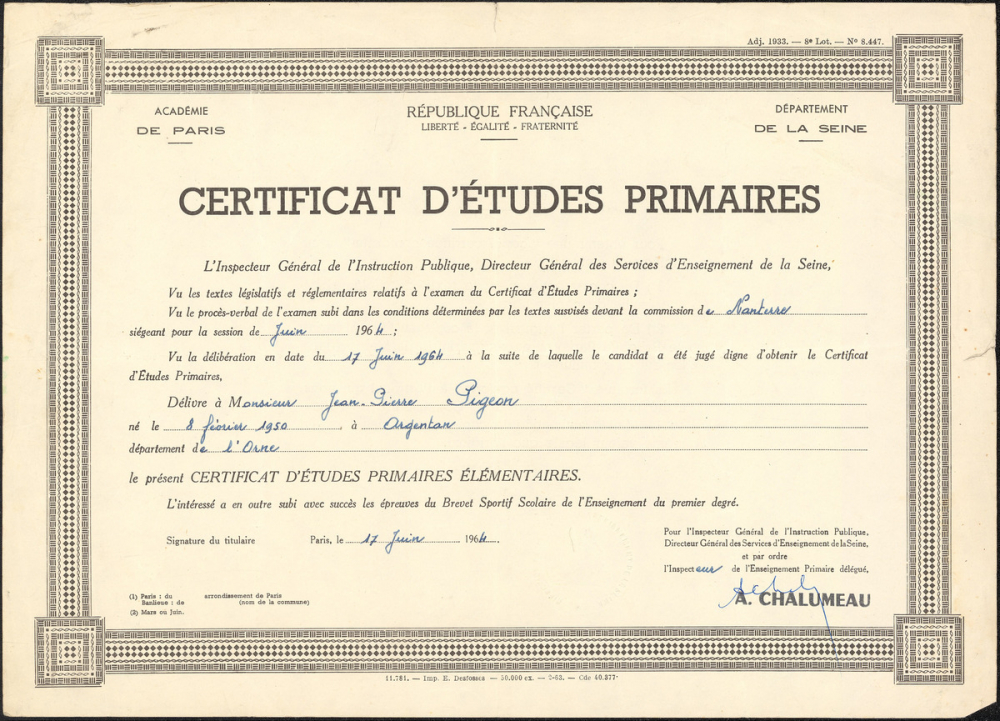 Adj. 1933. — 8e Lot. — No 8.447.
ACADÉMIE
DE PARIS
RÉPUBLIQUE FRANÇAISE
LIBERTÉ - ÉGALITÉ - FRATERNITÉ
DÉPARTEMENT
DE LA SEINE
CERTIFICAT D'ÉTUDES PRIMAIRES
L'Inspecteur Général de l'Instruction Publique, Directeur Général des Services d'Enseignement de la Seine,
Vu les textes législatifs et réglementaires relatifs à l'examen du Certificat d'Études Primaires ;
Vu le procès-verbal de l'examen subi dans les conditions déterminées par les textes susvisés devant la commission de Nanterre
siégeant pour la session de Juin 1964 ;
Vu la délibération en date du 17 Juin 1964 à la suite de laquelle le candidat a été jugé digne d'obtenir le Certificat
d'Études Primaires,
Délivre à Monsieur Jean-Pierre Pigeon
né le 8 février 1950 à Argentan
département de l'Orne
le présent CERTIFICAT D'ÉTUDES PRIMAIRES ÉLÉMENTAIRES.
L'intéressé a en outre subi avec succès les épreuves du Brevet Sportif Scolaire de l'Enseignement du premier degré.
Signature du titulaire
Paris, le 17 Juin 1964.
Pour l'Inspecteur Général de l'Instruction Publique,
Directeur Général des Services d'Enseignement de la Seine,
et par ordre
l'Inspecteur de l'Enseignement Primaire délégué,
A. CHALUMEAU
(1) Paris : du arrondissement de Paris
Banlieue : de (nom de la commune)
(2) Mars ou Juin.
11.781. — Imp. E. Desfossés — 50.000 ex. — 7-63. — Cde 40.377